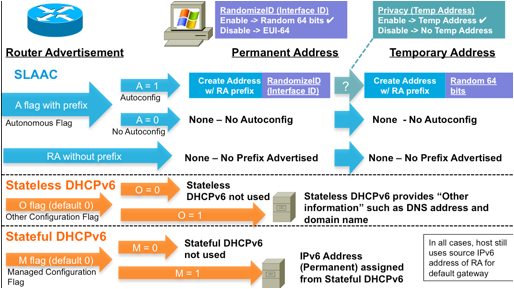 RandomizeID (Interface ID)
Enable -> Random 64 bits ✔
Disable -> EUI-64
Privacy (Temp Address)
Enable -> Temp Address ✔
Disable -> No Temp Address
Router Advertisement
Permanent Address
Temporary Address
SLAAC
A flag with prefix
Autonomous Flag
A = 1
Autoconfig
Create Address
w/ RA prefix
RandomizeID
(Interface ID)
?
Create Address
w/ RA prefix
Random 64
bits
A = 0
No Autoconfig
None – No Autoconfig
None - No Autoconfig
RA without prefix
None – No Prefix Advertised
None – No Prefix Advertised
Stateless DHCPv6
O flag (default 0)
Other Configuration Flag
O = 0
Stateless
DHCPv6 not used
O = 1
Stateless DHCPv6 provides “Other
information” such as DNS address and
domain name
Stateful DHCPv6
M flag (default 0)
Managed Configuration
Flag
M = 0
Stateful DHCPv6
not used
M = 1
IPv6 Address
(Permanent) assigned
from Stateful DHCPv6
In all cases, host still
uses source IPv6
address of RA for
default gateway